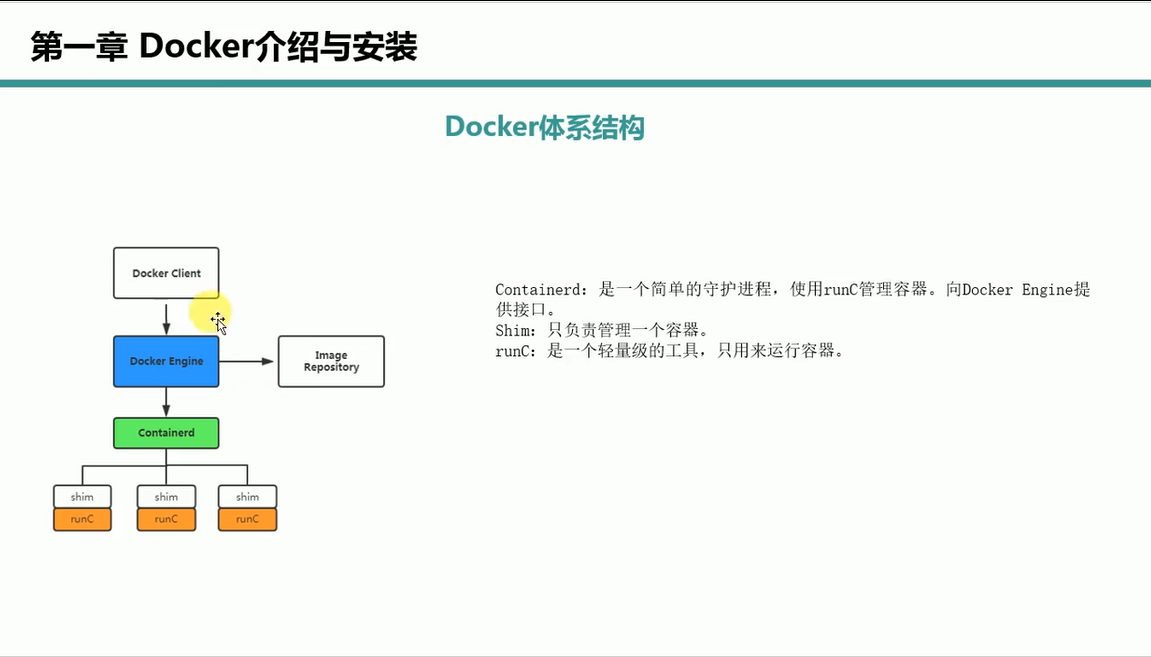 第一章 Docker介绍与安装
Docker体系结构
Docker Client
Docker Engine
Image
Repository
Containerd
shim
shim
shim
runC
runC
runC
Containerd：是一个简单的守护进程，使用runC管理容器。向Docker Engine提
供接口。
Shim：只负责管理一个容器。
runC：是一个轻量级的工具，只用来运行容器。